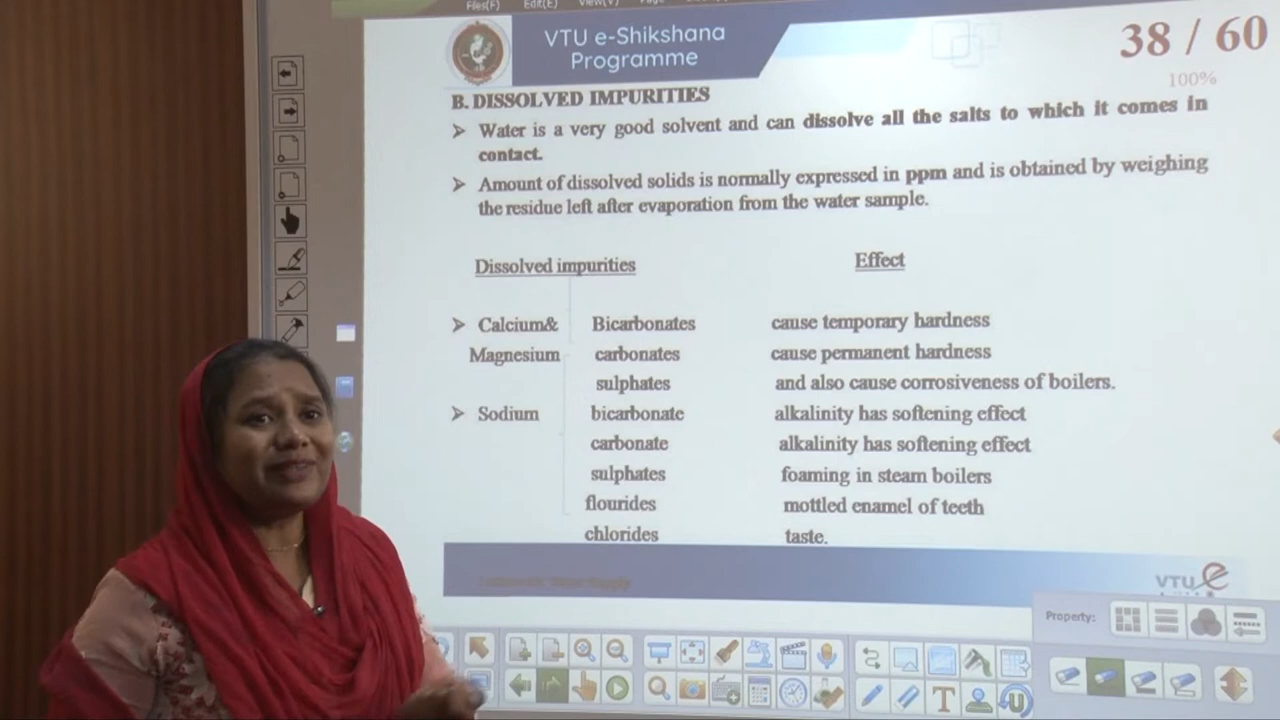 Files(F) Edit(E) View(V) Page
VTU e-Shikshana
Programme
38 / 60
100%
B. DISSOLVED IMPURITIES
➤ Water is a very good solvent and can dissolve all the salts to which it comes in
contact.
➤ Amount of dissolved solids is normally expressed in ppm and is obtained by weighing
the residue left after evaporation from the water sample.
Dissolved impurities Effect
➤ Calcium& Bicarbonates cause temporary hardness
Magnesium carbonates cause permanent hardness
sulphates and also cause corrosiveness of boilers.
➤ Sodium bicarbonate alkalinity has softening effect
carbonate alkalinity has softening effect
sulphates foaming in steam boilers
flourides mottled enamel of teeth
chlorides taste.
VTU e
Property: